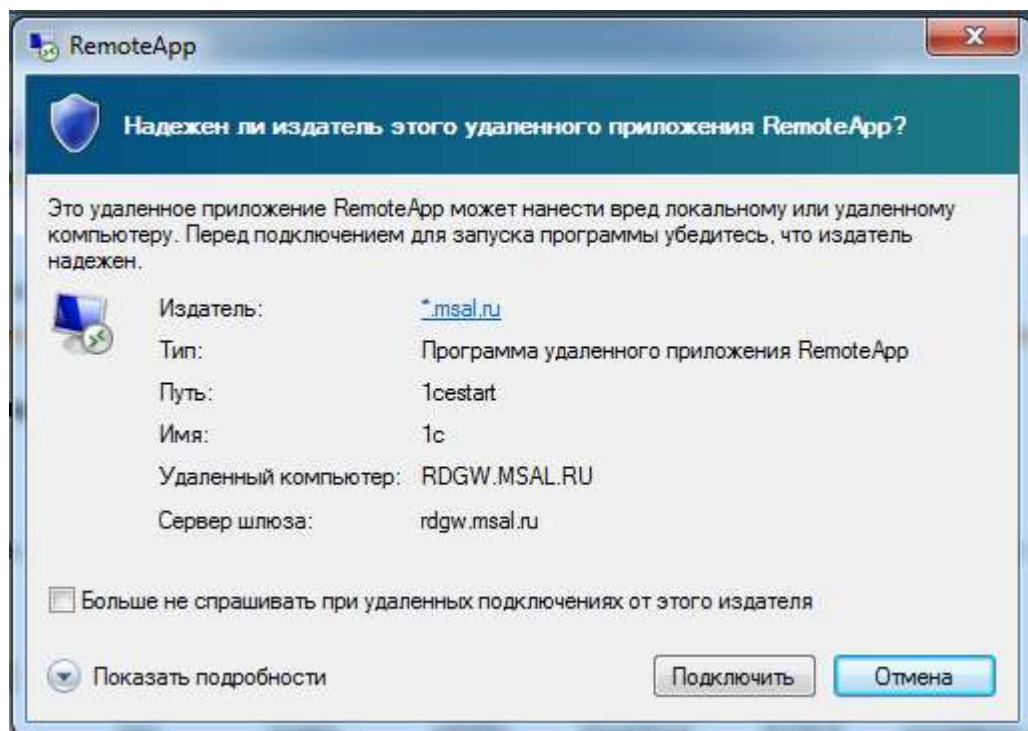 RemoteApp
Надежен ли издатель этого удаленного приложения RemoteApp?
Это удаленное приложение RemoteApp может нанести вред локальному или удаленному
компьютеру. Перед подключением для запуска программы убедитесь, что издатель
надежен.
Издатель: *.msal.ru
Тип: Программа удаленного приложения RemoteApp
Путь: 1cestart
Имя: 1c
Удаленный компьютер: RDGW.MSAL.RU
Сервер шлюза: rdgw.msal.ru
Больше не спрашивать при удаленных подключениях от этого издателя
Показать подробности Подключить Отмена